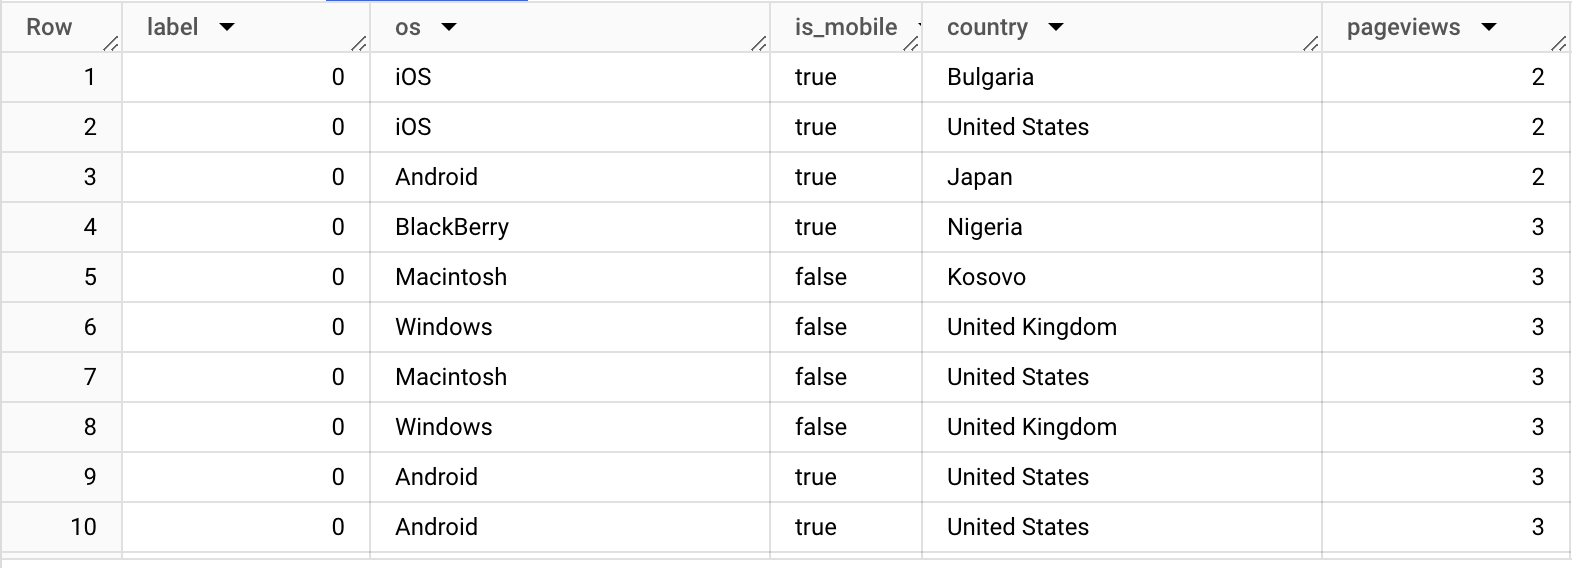 Row label os is_mobile country pageviews
1 0 iOS true Bulgaria 2
2 0 iOS true United States 2
3 0 Android true Japan 2
4 0 BlackBerry true Nigeria 3
5 0 Macintosh false Kosovo 3
6 0 Windows false United Kingdom 3
7 0 Macintosh false United States 3
8 0 Windows false United Kingdom 3
9 0 Android true United States 3
10 0 Android true United States 3